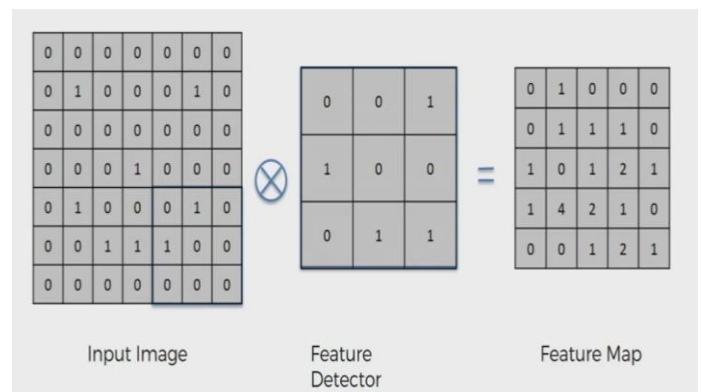 0 0 0 0 0 0 0
0 1 0 0 0 1 0
0 0 0 0 0 0 0
0 0 0 1 0 0 0
0 1 0 0 0 1 0
0 0 1 1 1 0 0
0 0 0 0 0 0 0
0 0 1
1 0 0
0 1 1
=
0 1 0 0 0
0 1 1 1 0
1 0 1 2 1
1 4 2 1 0
0 0 1 2 1
Input Image
Feature
Detector
Feature Map